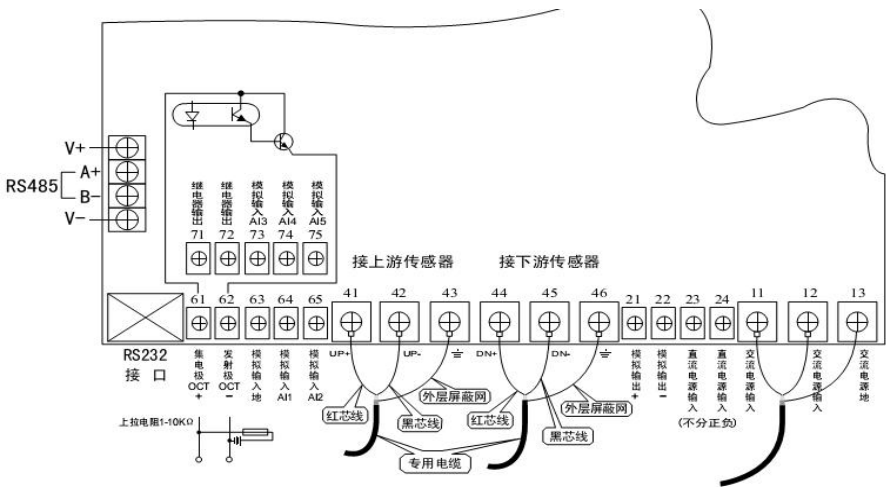 V+
A+
RS485
B-
V-
继电器输出
继电器输出
模拟输入AI3
模拟输入AI4
模拟输入AI5
71
72
73
74
75
接上游传感器
接下游传感器
61
62
63
64
65
41
42
43
44
45
46
21
22
23
24
11
12
13
RS232
接口
集电极OCT+
发射极OCT-
模拟输入地
模拟输入AI1
模拟输入AI2
UP+
UP-
DN+
DN-
模拟输出+
模拟输出-
直流电源输入
直流电源输入
(不分正负)
交流电源输入
交流电源输入
交流电源地
外层屏蔽网
外层屏蔽网
红芯线
黑芯线
红芯线
黑芯线
上拉电阻1-10KΩ
专用电缆